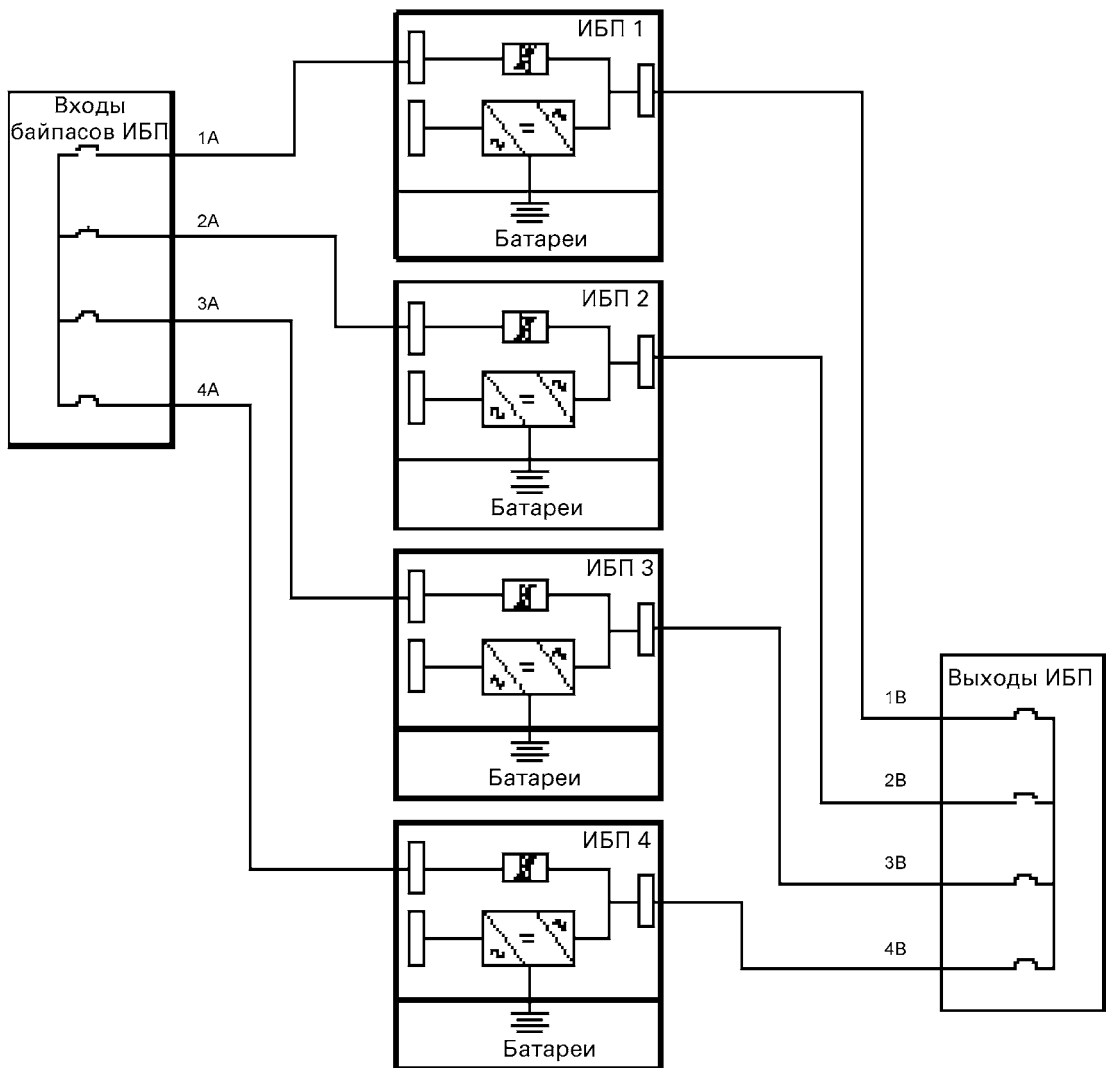 ИБП 1
Входы
байпасов ИБП
1A
2A
3A
4A
Батареи
ИБП 2
Батареи
ИБП 3
Батареи
ИБП 4
Батареи
Выходы ИБП
1B
2B
3B
4B